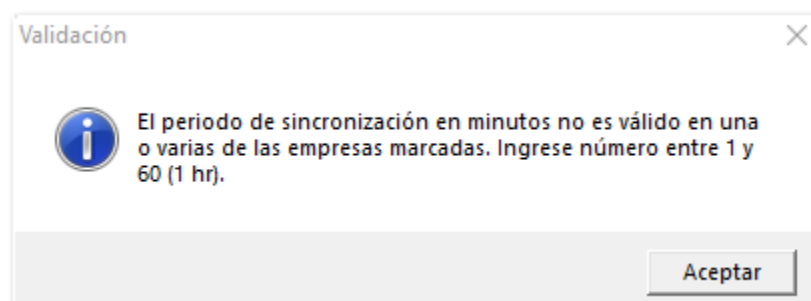 Validación
El periodo de sincronización en minutos no es válido en una
o varias de las empresas marcadas. Ingrese número entre 1 y
60 (1 hr).
Aceptar